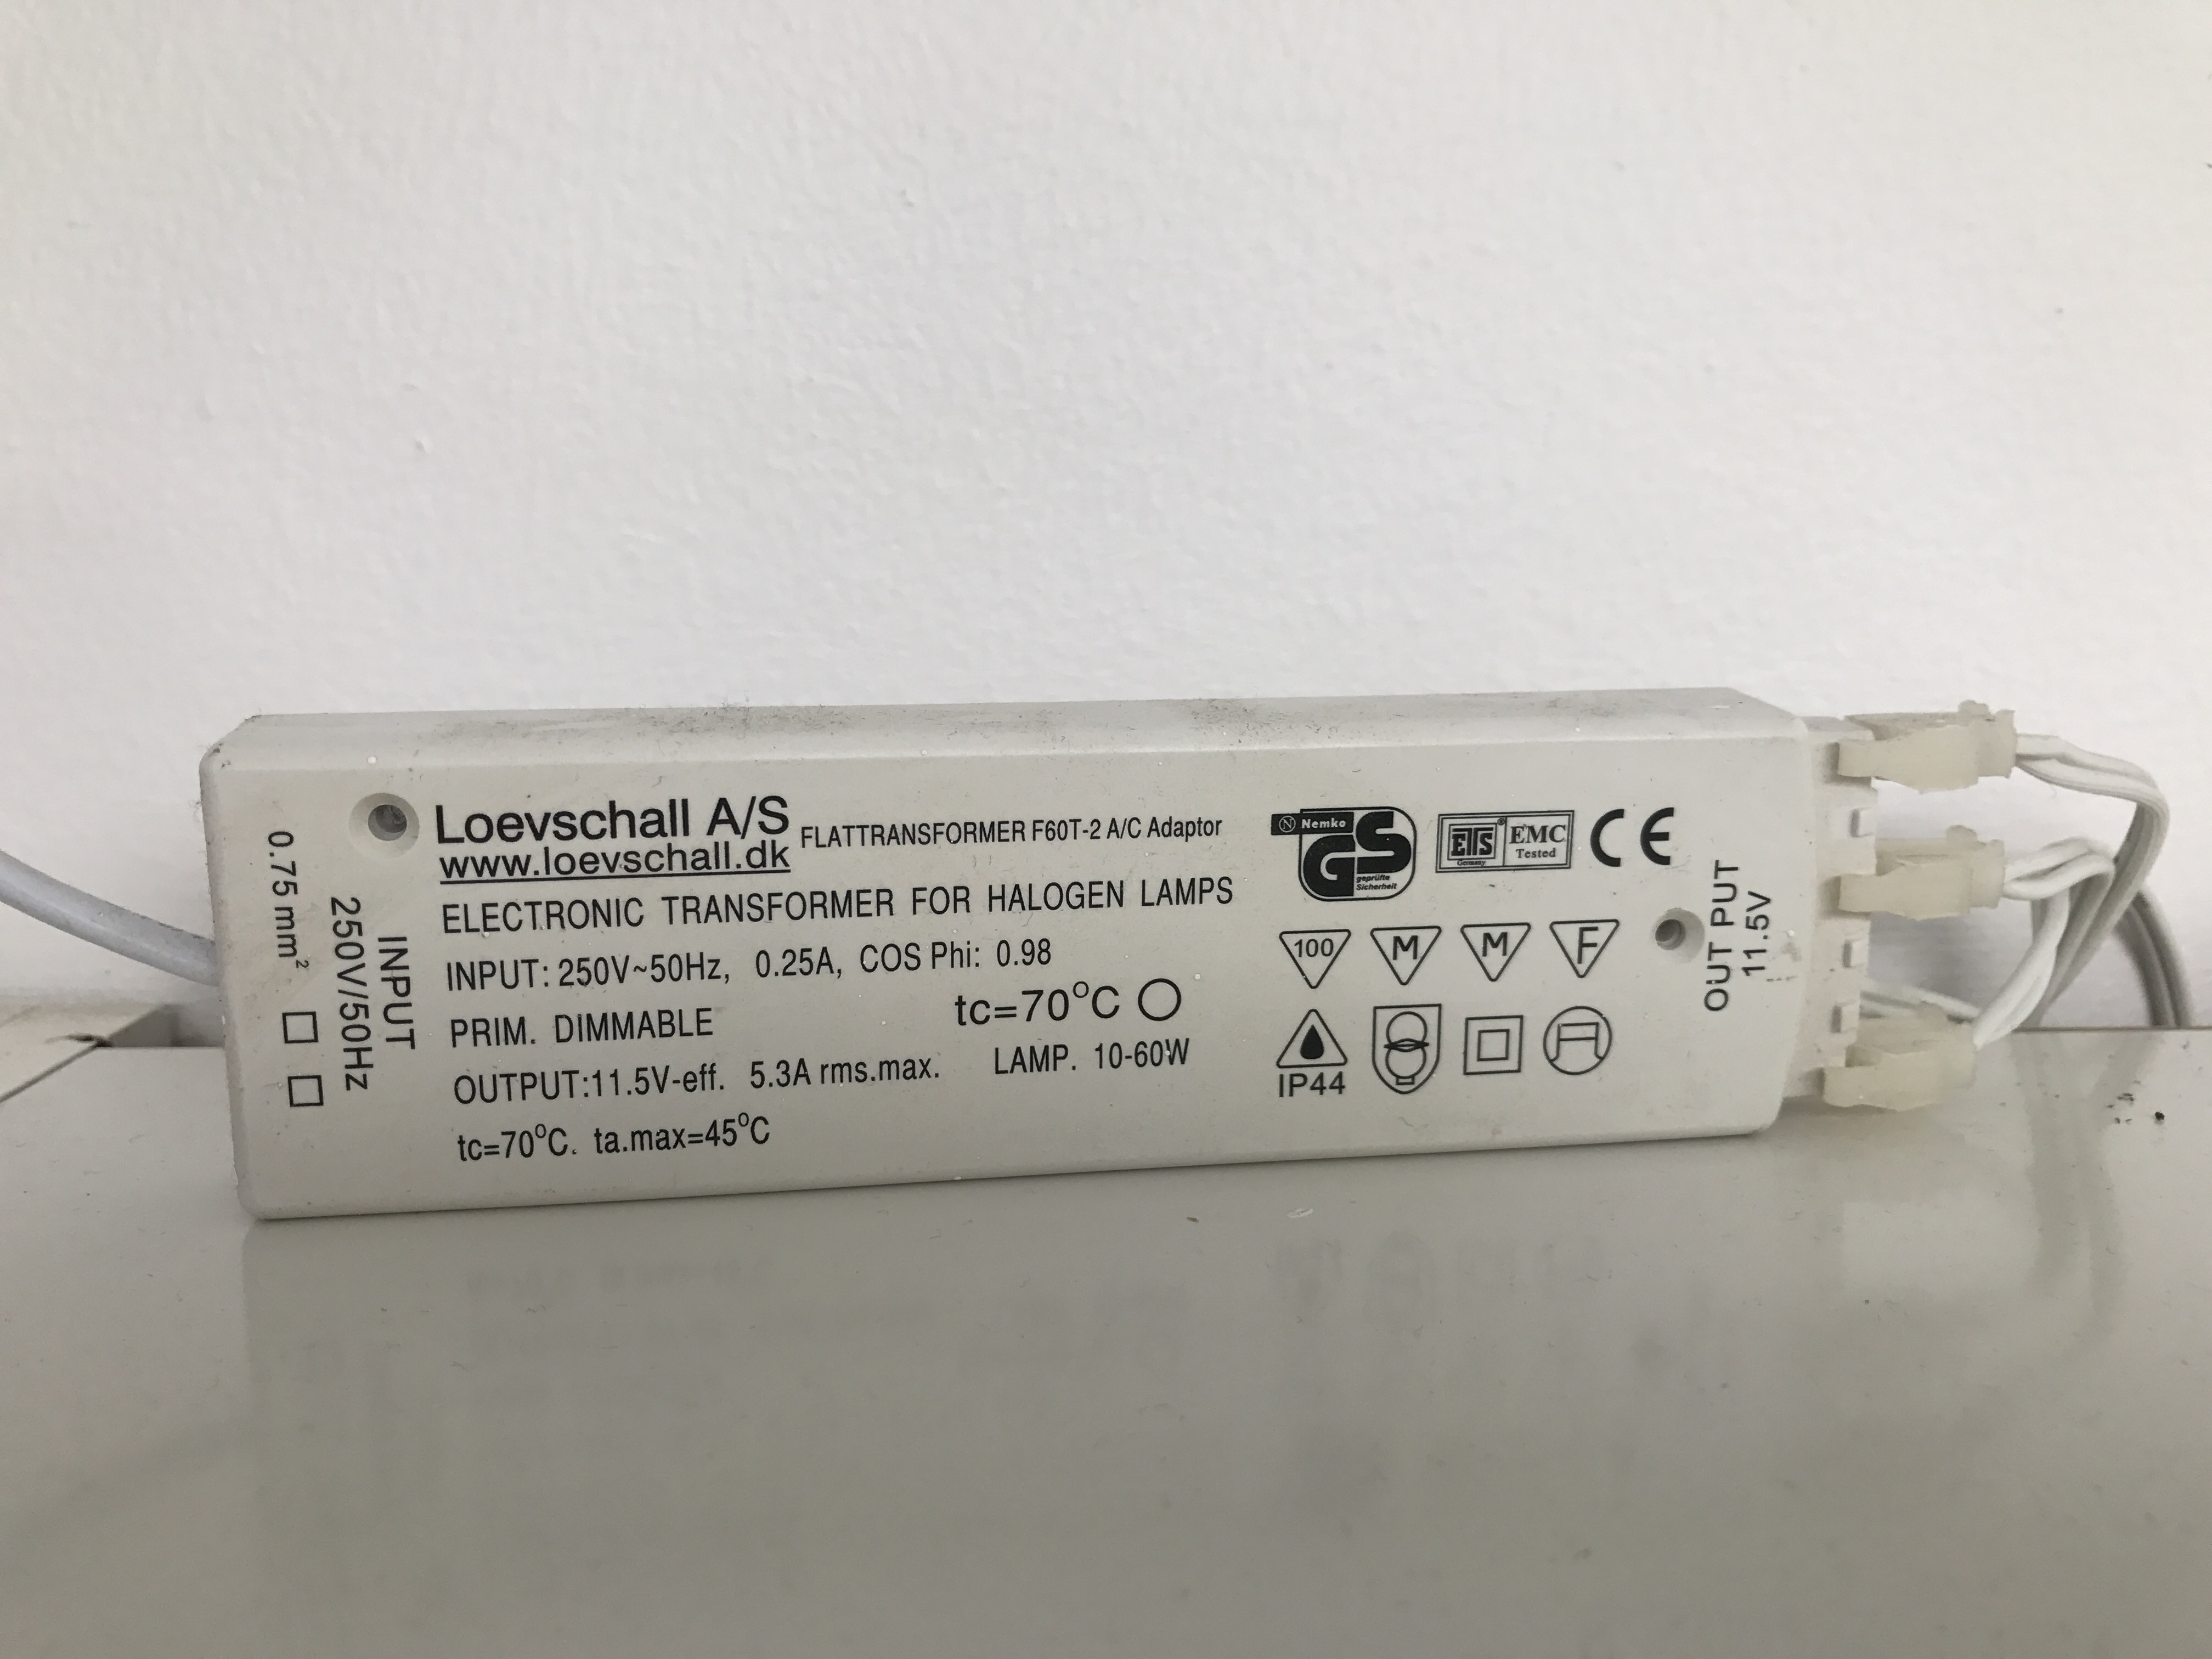 Loevschall A/S FLATTRANSFORMER F60T-2 A/C Adaptor
www.loevschall.dk
ELECTRONIC TRANSFORMER FOR HALOGEN LAMPS
INPUT: 250V~50Hz, 0.25A, COS Phi: 0.98
PRIM. DIMMABLE
tc=70°C
OUTPUT:11.5V-eff. 5.3A rms.max. LAMP. 10-60W
tc=70°C. ta.max=45°C
0.75 mm²
INPUT
250V/50Hz
N Nemko
GS
geprüfte
Sicherheit
ETS
Germany
EMC
Tested
CE
100 M M F
IP44
OUT PUT
11.5V